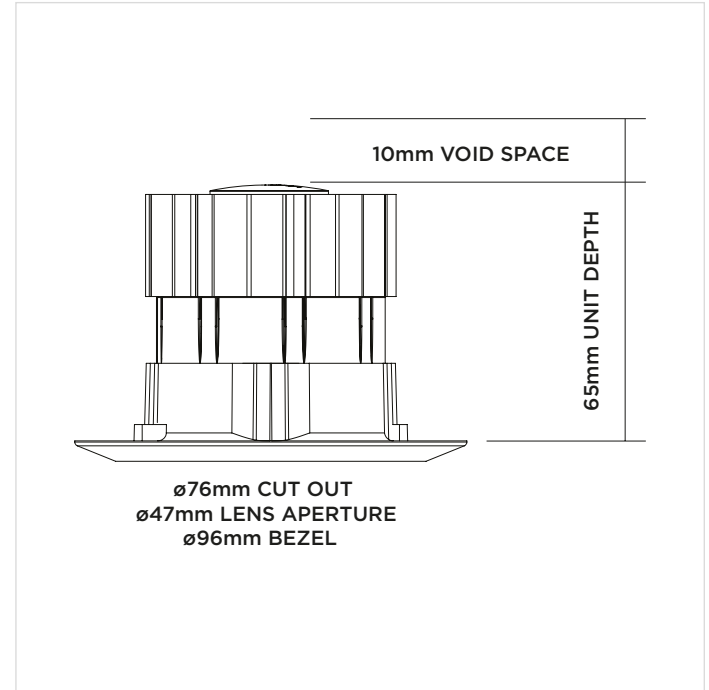 10mm VOID SPACE
65mm UNIT DEPTH
ø76mm CUT OUT
ø47mm LENS APERTURE
ø96mm BEZEL